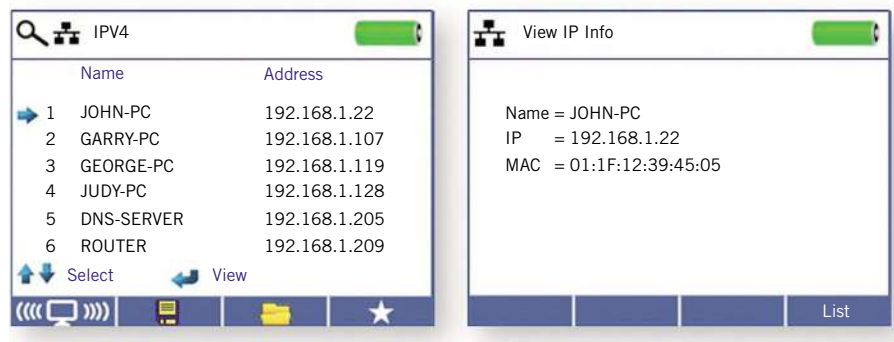 IPV4
Name Address
1 JOHN-PC 192.168.1.22
2 GARRY-PC 192.168.1.107
3 GEORGE-PC 192.168.1.119
4 JUDY-PC 192.168.1.128
5 DNS-SERVER 192.168.1.205
6 ROUTER 192.168.1.209
Select View
View IP Info
Name = JOHN-PC
IP = 192.168.1.22
MAC = 01:1F:12:39:45:05
List